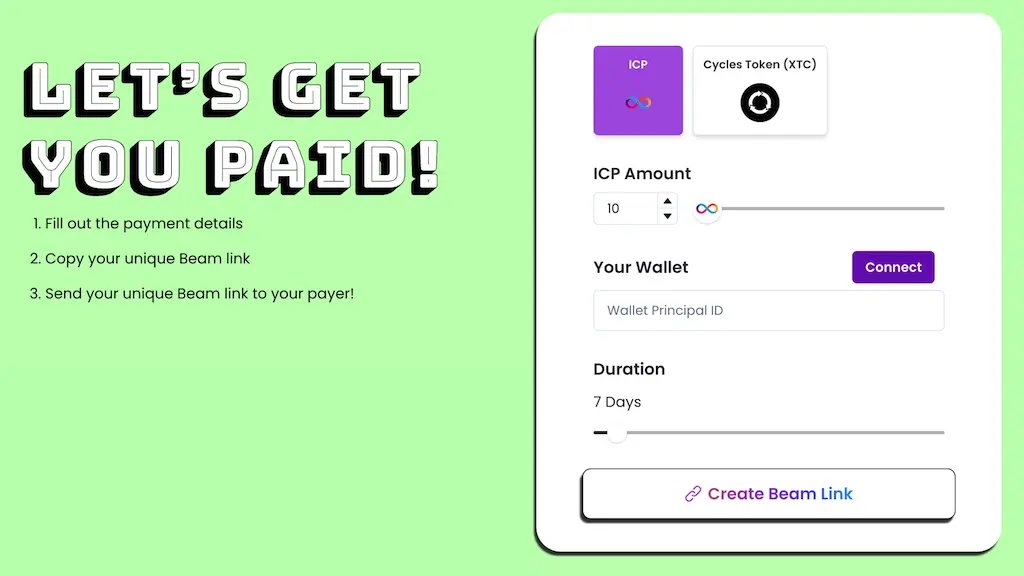 LET'S GET
YOU PAID!
1. Fill out the payment details
2. Copy your unique Beam link
3. Send your unique Beam link to your payer!
ICP
Cycles Token (XTC)
ICP Amount
10
Your Wallet
Connect
Wallet Principal ID
Duration
7 Days
Create Beam Link